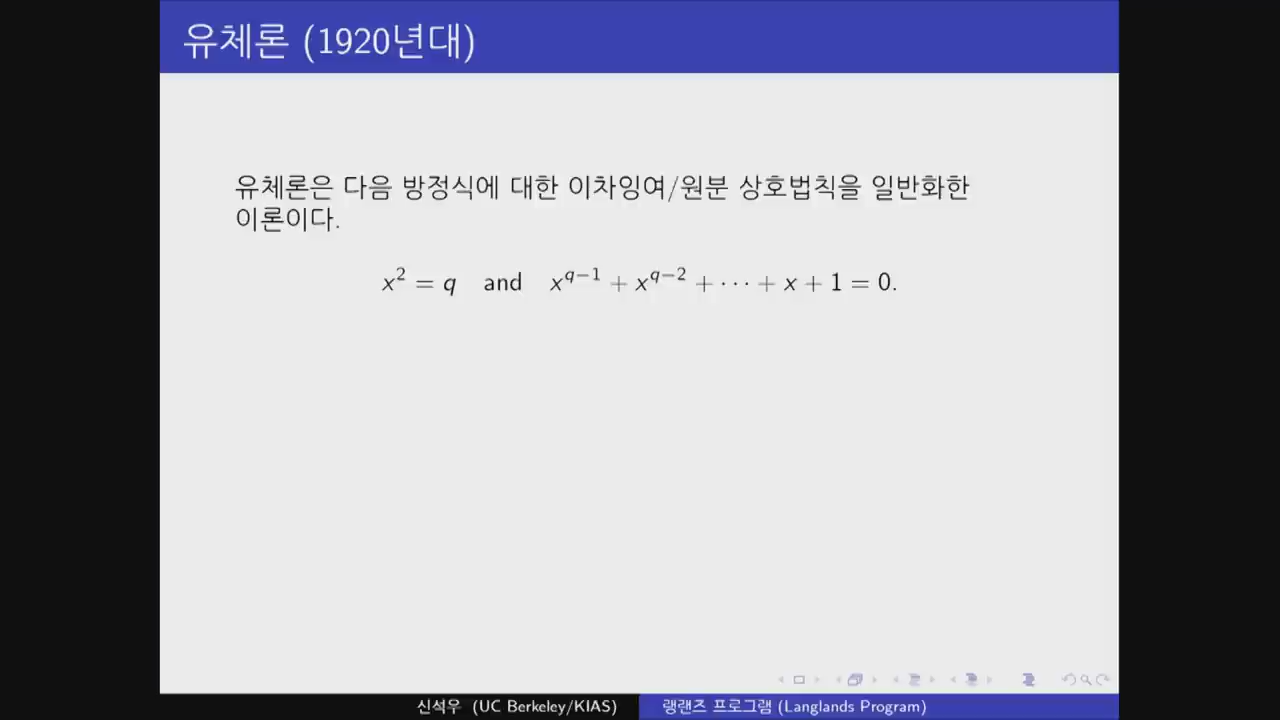 유체론 (1920년대)
유체론은 다음 방정식에 대한 이차잉여/원분 상호법칙을 일반화한
이론이다.
x² = q and x^{q−1} + x^{q−2} + ⋯ + x + 1 = 0.
신석우 (UC Berkeley/KIAS) 랭랜즈 프로그램 (Langlands Program)